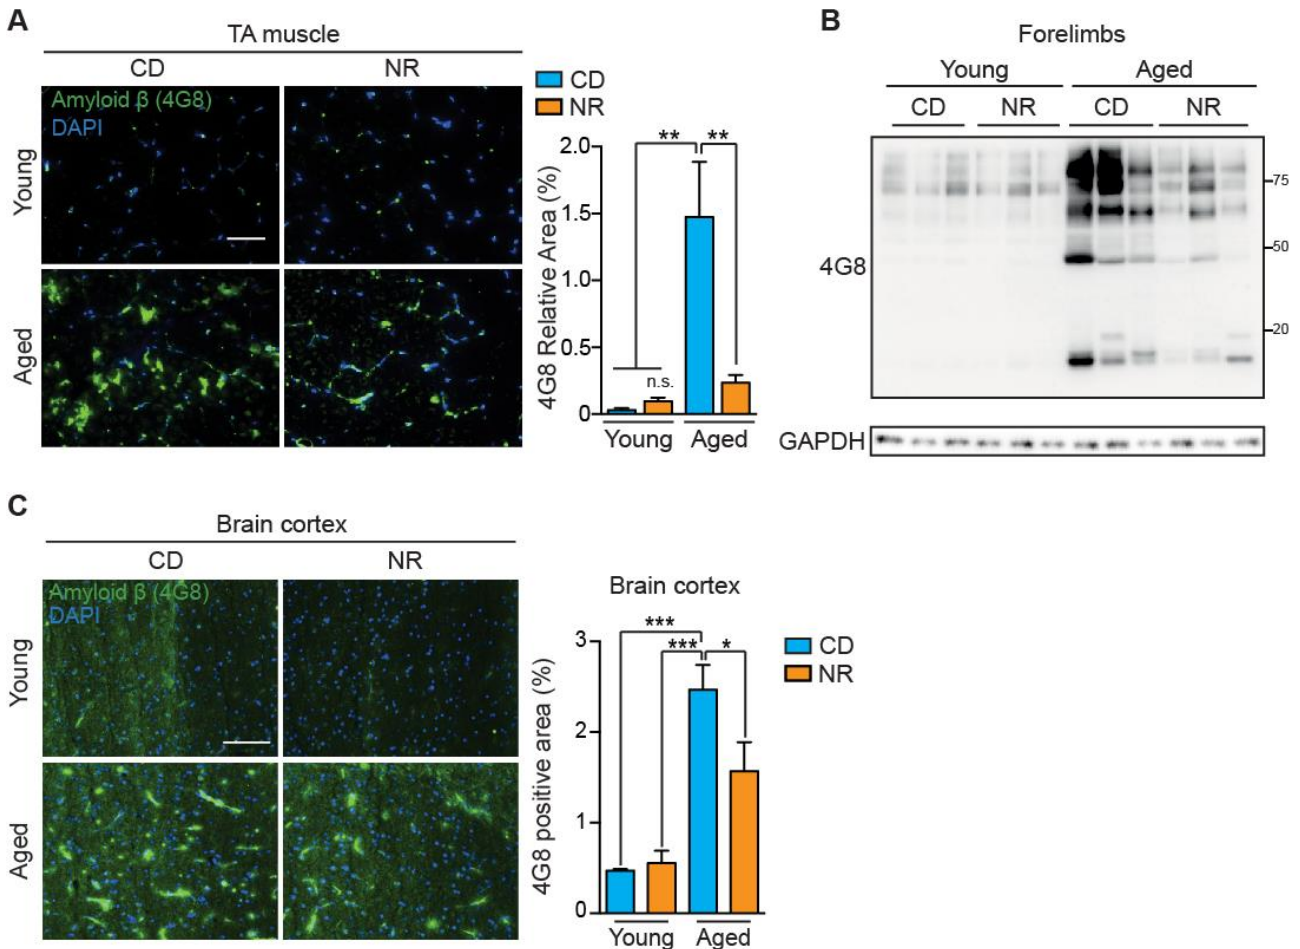 A
TA muscle
CD
NR
Amyloid β (4G8)
DAPI
Young
Aged
CD
NR
4G8 Relative Area (%)
2.0
1.5
1.0
0.5
0
**
**
n.s.
Young
Aged
B
Forelimbs
Young
Aged
CD
NR
CD
NR
4G8
75
50
20
GAPDH
C
Brain cortex
CD
NR
Amyloid β (4G8)
DAPI
Young
Aged
Brain cortex
4G8 positive area (%)
3
2
1
0
***
***
*
CD
NR
Young
Aged